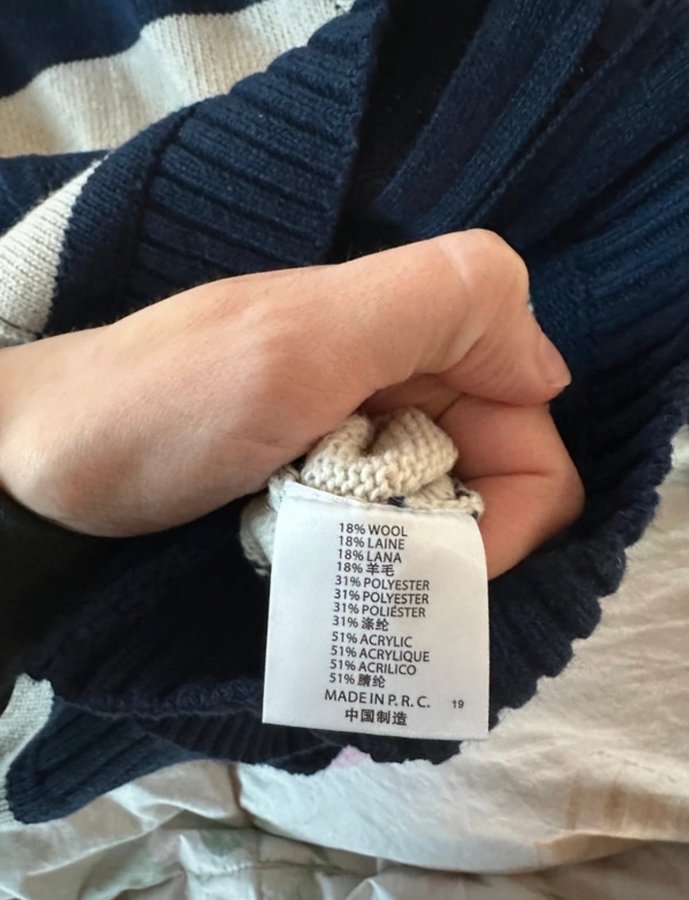 18% WOOL
18% LAINE
18% LANA
18% 羊毛
31% POLYESTER
31% POLYESTER
31% POLIÉSTER
31% 涤纶
51% ACRYLIC
51% ACRYLIQUE
51% ACRILICO
51% 腈纶
MADE IN P. R. C. 19
中国制造